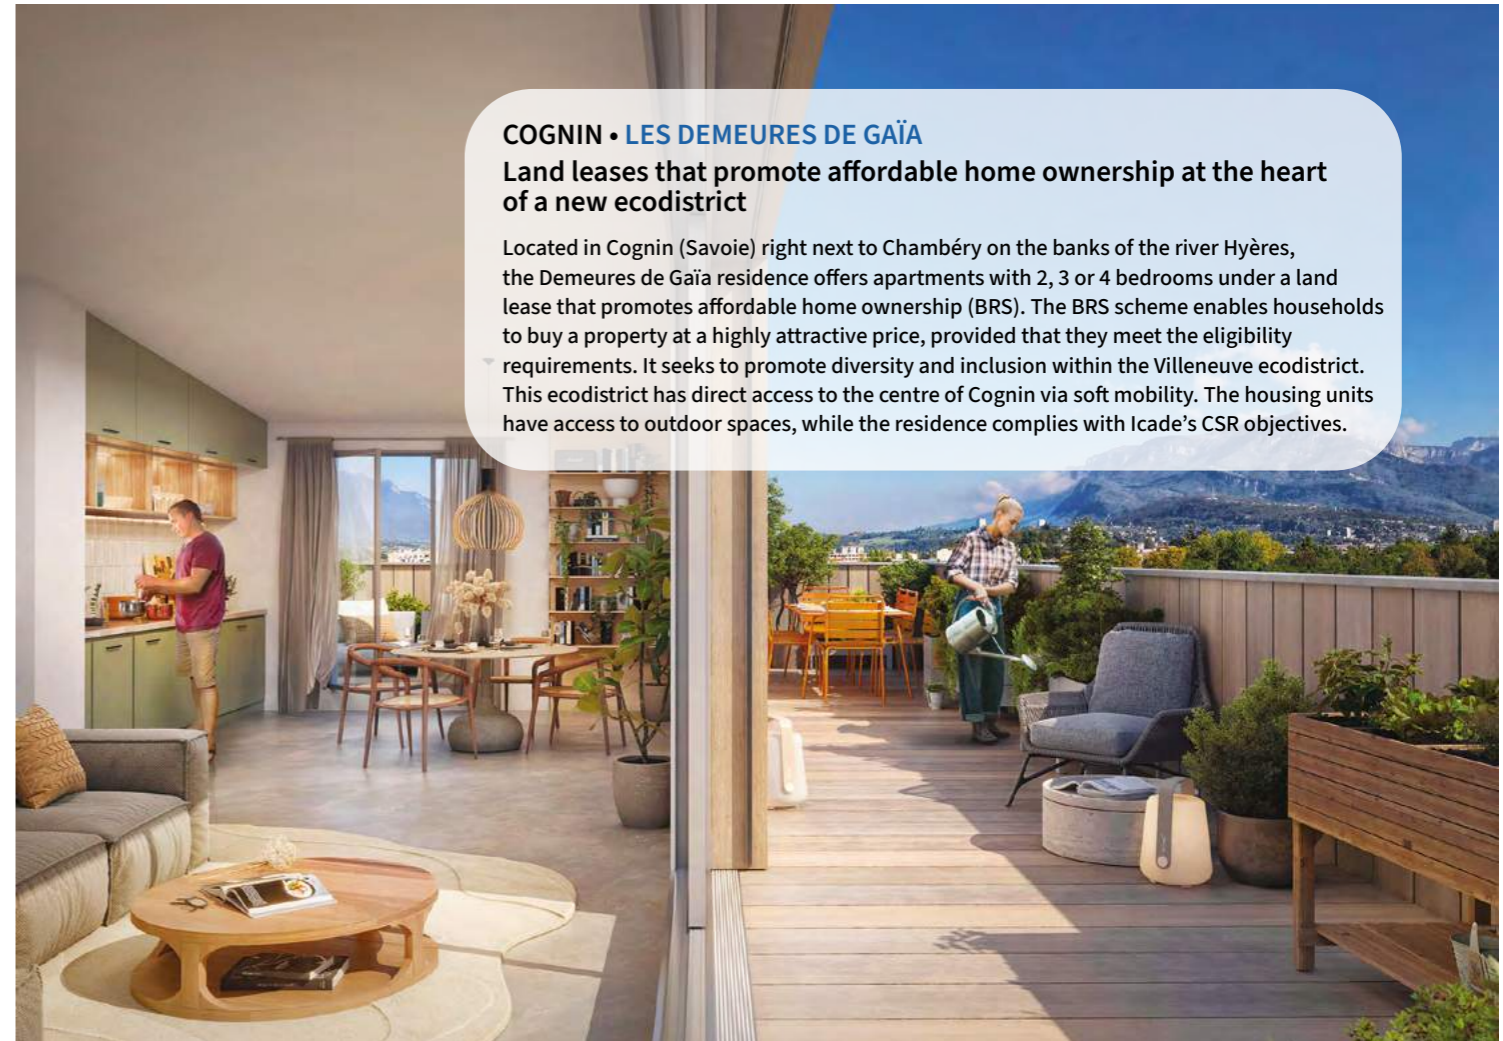 COGNIN • LES DEMEURES DE GAÏA
Land leases that promote affordable home ownership at the heart
of a new ecodistrict
Located in Cognin (Savoie) right next to Chambéry on the banks of the river Hyères,
the Demeures de Gaïa residence offers apartments with 2, 3 or 4 bedrooms under a land
lease that promotes affordable home ownership (BRS). The BRS scheme enables households
to buy a property at a highly attractive price, provided that they meet the eligibility
requirements. It seeks to promote diversity and inclusion within the Villeneuve ecodistrict.
This ecodistrict has direct access to the centre of Cognin via soft mobility. The housing units
have access to outdoor spaces, while the residence complies with Icade’s CSR objectives.